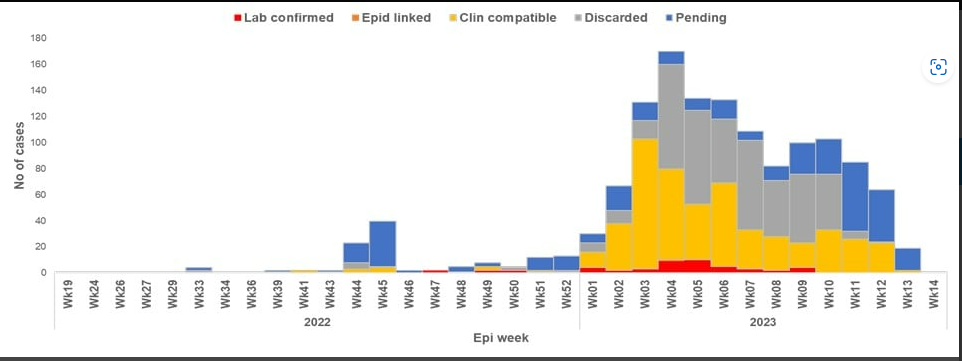 Lab confirmed Epid linked Clin compatible Discarded Pending
180
160
140
120
100
80
60
40
20
0
No of cases
Wk19 Wk24 Wk26 Wk27 Wk29 Wk33 Wk34 Wk36 Wk39 Wk41 Wk43 Wk44 Wk45 Wk46 Wk47 Wk48 Wk49 Wk50 Wk51 Wk52 Wk01 Wk02 Wk03 Wk04 Wk05 Wk06 Wk07 Wk08 Wk09 Wk10 Wk11 Wk12 Wk13 Wk14
2022 2023
Epi week